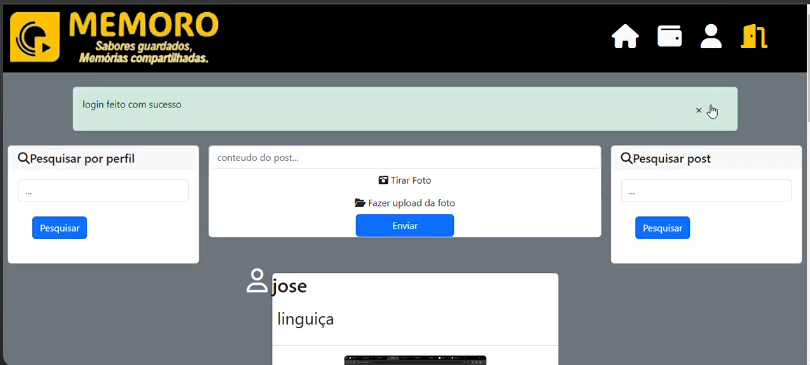 MEMORO
Sabores guardados,
Memórias compartilhadas.
login feito com sucesso
×
Pesquisar por perfil
...
Pesquisar
conteudo do post...
Tirar Foto
Fazer upload da foto
Enviar
Pesquisar post
...
Pesquisar
jose
linguiça